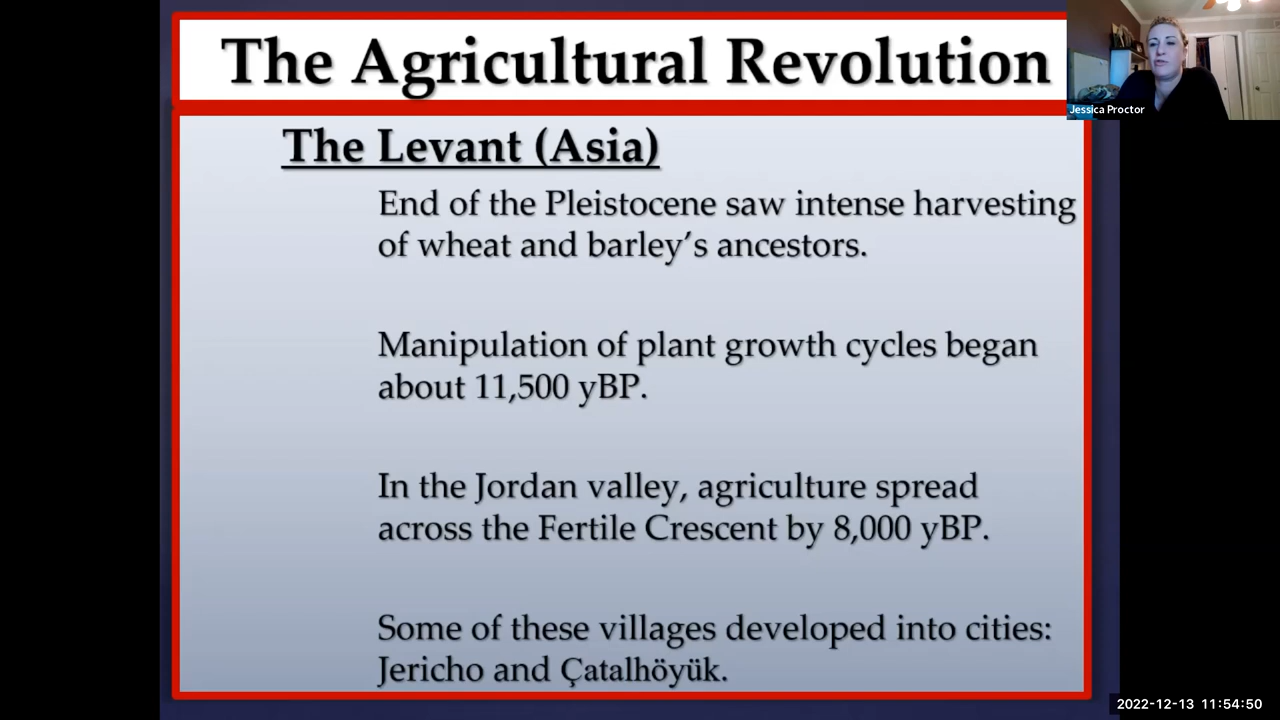 The Agricultural Revolution
Jessica Proctor
The Levant (Asia)
End of the Pleistocene saw intense harvesting
of wheat and barley’s ancestors.
Manipulation of plant growth cycles began
about 11,500 yBP.
In the Jordan valley, agriculture spread
across the Fertile Crescent by 8,000 yBP.
Some of these villages developed into cities:
Jericho and Çatalhöyük.
2022-12-13 11:54:50